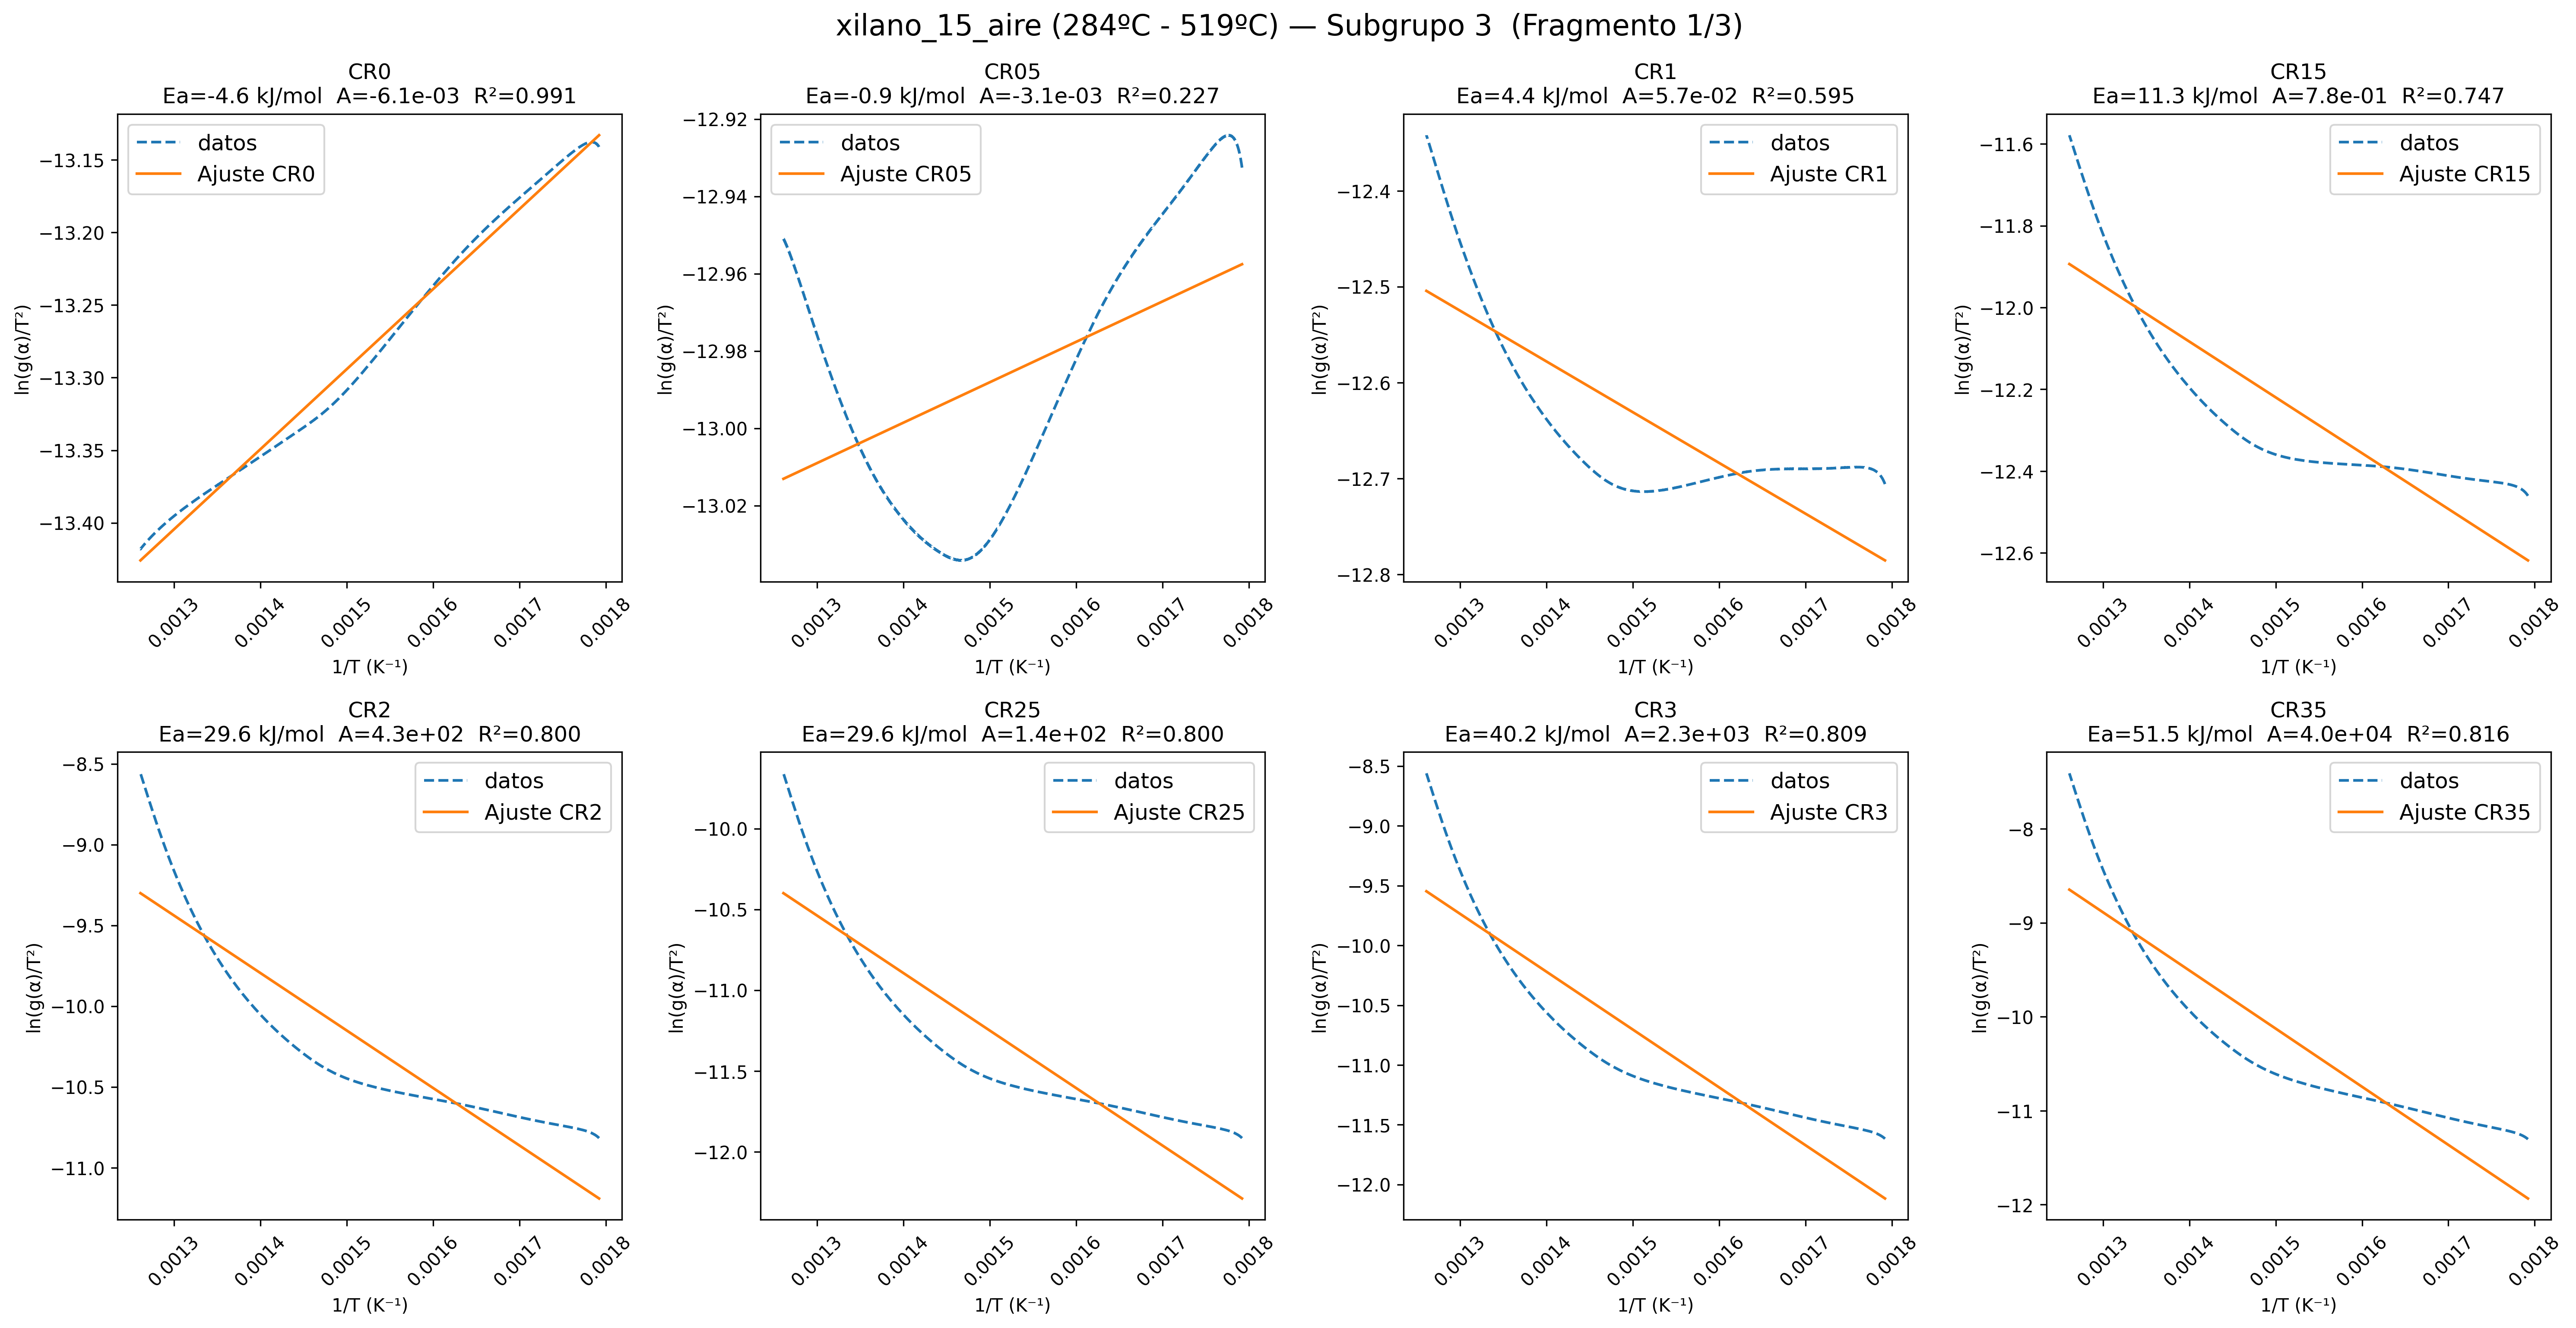 xilano_15_aire (284ºC - 519ºC) — Subgrupo 3  (Fragmento 1/3)
CR0
Ea=-4.6 kJ/mol  A=-6.1e-03  R²=0.991
datos
Ajuste CR0
ln(g(α)/T²)
−13.15
−13.20
−13.25
−13.30
−13.35
−13.40
0.0013
0.0014
0.0015
0.0016
0.0017
0.0018
1/T (K⁻¹)
CR05
Ea=-0.9 kJ/mol  A=-3.1e-03  R²=0.227
datos
Ajuste CR05
ln(g(α)/T²)
−12.92
−12.94
−12.96
−12.98
−13.00
−13.02
0.0013
0.0014
0.0015
0.0016
0.0017
0.0018
1/T (K⁻¹)
CR1
Ea=4.4 kJ/mol  A=5.7e-02  R²=0.595
datos
Ajuste CR1
ln(g(α)/T²)
−12.4
−12.5
−12.6
−12.7
−12.8
0.0013
0.0014
0.0015
0.0016
0.0017
0.0018
1/T (K⁻¹)
CR15
Ea=11.3 kJ/mol  A=7.8e-01  R²=0.747
datos
Ajuste CR15
ln(g(α)/T²)
−11.6
−11.8
−12.0
−12.2
−12.4
−12.6
0.0013
0.0014
0.0015
0.0016
0.0017
0.0018
1/T (K⁻¹)
CR2
Ea=29.6 kJ/mol  A=4.3e+02  R²=0.800
datos
Ajuste CR2
ln(g(α)/T²)
−8.5
−9.0
−9.5
−10.0
−10.5
−11.0
0.0013
0.0014
0.0015
0.0016
0.0017
0.0018
1/T (K⁻¹)
CR25
Ea=29.6 kJ/mol  A=1.4e+02  R²=0.800
datos
Ajuste CR25
ln(g(α)/T²)
−10.0
−10.5
−11.0
−11.5
−12.0
0.0013
0.0014
0.0015
0.0016
0.0017
0.0018
1/T (K⁻¹)
CR3
Ea=40.2 kJ/mol  A=2.3e+03  R²=0.809
datos
Ajuste CR3
ln(g(α)/T²)
−8.5
−9.0
−9.5
−10.0
−10.5
−11.0
−11.5
−12.0
0.0013
0.0014
0.0015
0.0016
0.0017
0.0018
1/T (K⁻¹)
CR35
Ea=51.5 kJ/mol  A=4.0e+04  R²=0.816
datos
Ajuste CR35
ln(g(α)/T²)
−8
−9
−10
−11
−12
0.0013
0.0014
0.0015
0.0016
0.0017
0.0018
1/T (K⁻¹)